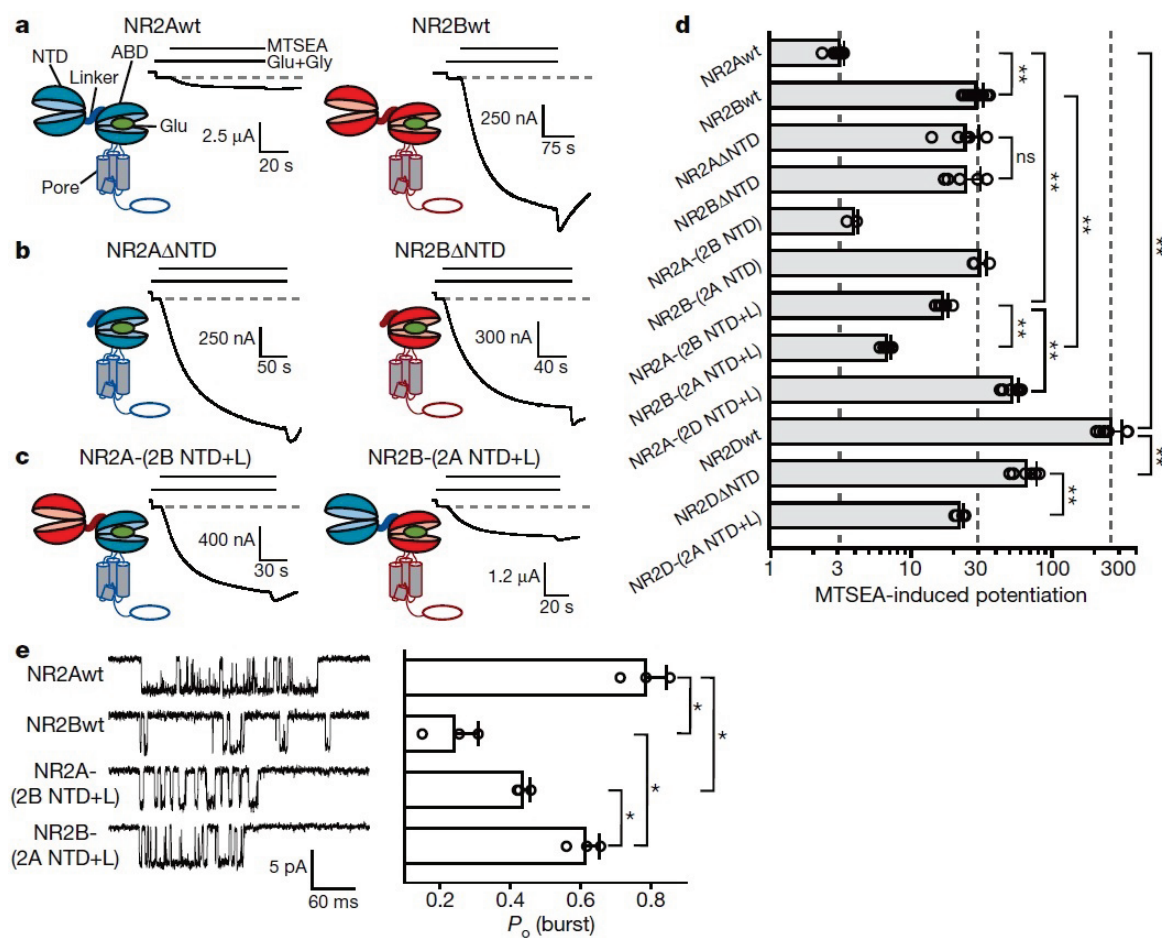 a
NR2Awt
NTD
ABD
Linker
MTSEA
Glu+Gly
Glu
Pore
2.5 μA
20 s
NR2Bwt
250 nA
75 s
b
NR2AΔNTD
250 nA
50 s
NR2BΔNTD
300 nA
40 s
c
NR2A-(2B NTD+L)
400 nA
30 s
NR2B-(2A NTD+L)
1.2 μA
20 s
d
NR2Awt
NR2Bwt
NR2AΔNTD
NR2BΔNTD
NR2A-(2B NTD)
NR2B-(2A NTD)
NR2A-(2B NTD+L)
NR2B-(2A NTD+L)
NR2A-(2D NTD+L)
NR2Dwt
NR2DΔNTD
NR2D-(2A NTD+L)
**
ns
**
**
**
**
**
**
**
1 3 10 30 100 300
MTSEA-induced potentiation
e
NR2Awt
NR2Bwt
NR2A-
(2B NTD+L)
NR2B-
(2A NTD+L)
5 pA
60 ms
*
*
*
*
0.2 0.4 0.6 0.8
Po (burst)